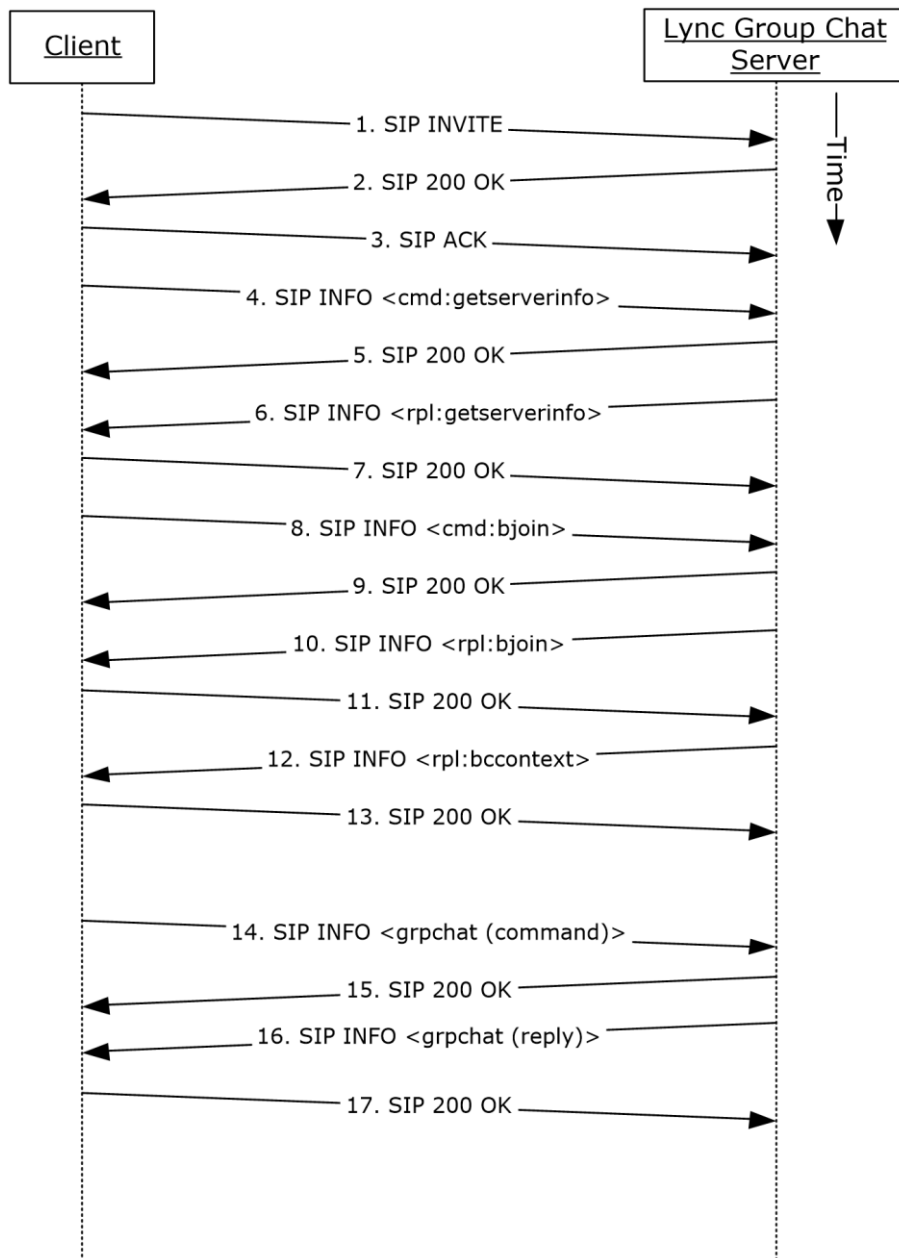 Client
Lync Group Chat
Server
Time
1. SIP INVITE
2. SIP 200 OK
3. SIP ACK
4. SIP INFO <cmd:getserverinfo>
5. SIP 200 OK
6. SIP INFO <rpl:getserverinfo>
7. SIP 200 OK
8. SIP INFO <cmd:bjoin>
9. SIP 200 OK
10. SIP INFO <rpl:bjoin>
11. SIP 200 OK
12. SIP INFO <rpl:bccontext>
13. SIP 200 OK
14. SIP INFO <grpchat (command)>
15. SIP 200 OK
16. SIP INFO <grpchat (reply)>
17. SIP 200 OK